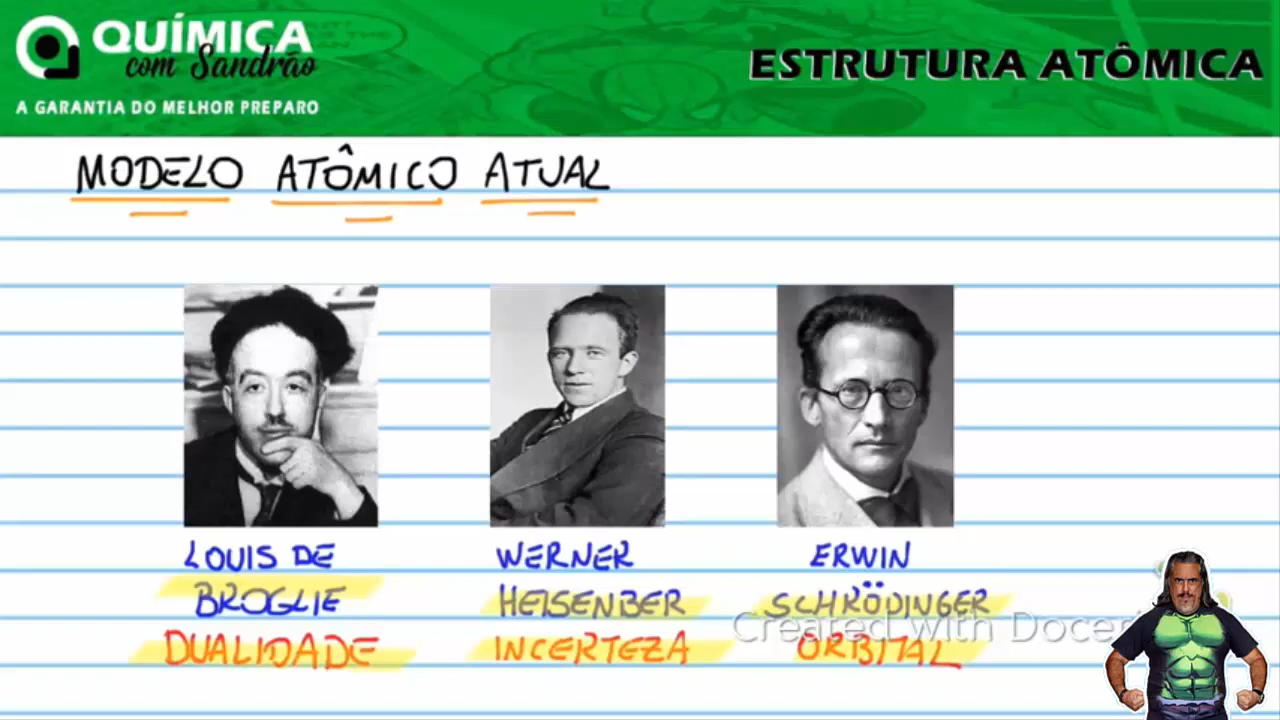 QUÍMICA
com Sandrão
A GARANTIA DO MELHOR PREPARO
ESTRUTURA ATÔMICA
MODELO ATÔMICO ATUAL
LOUIS DE
BROGLIE
DUALIDADE
WERNER
HEISENBER
INCERTEZA
ERWIN
SCHRÖDINGER
ORBITAL
Created with Doceri